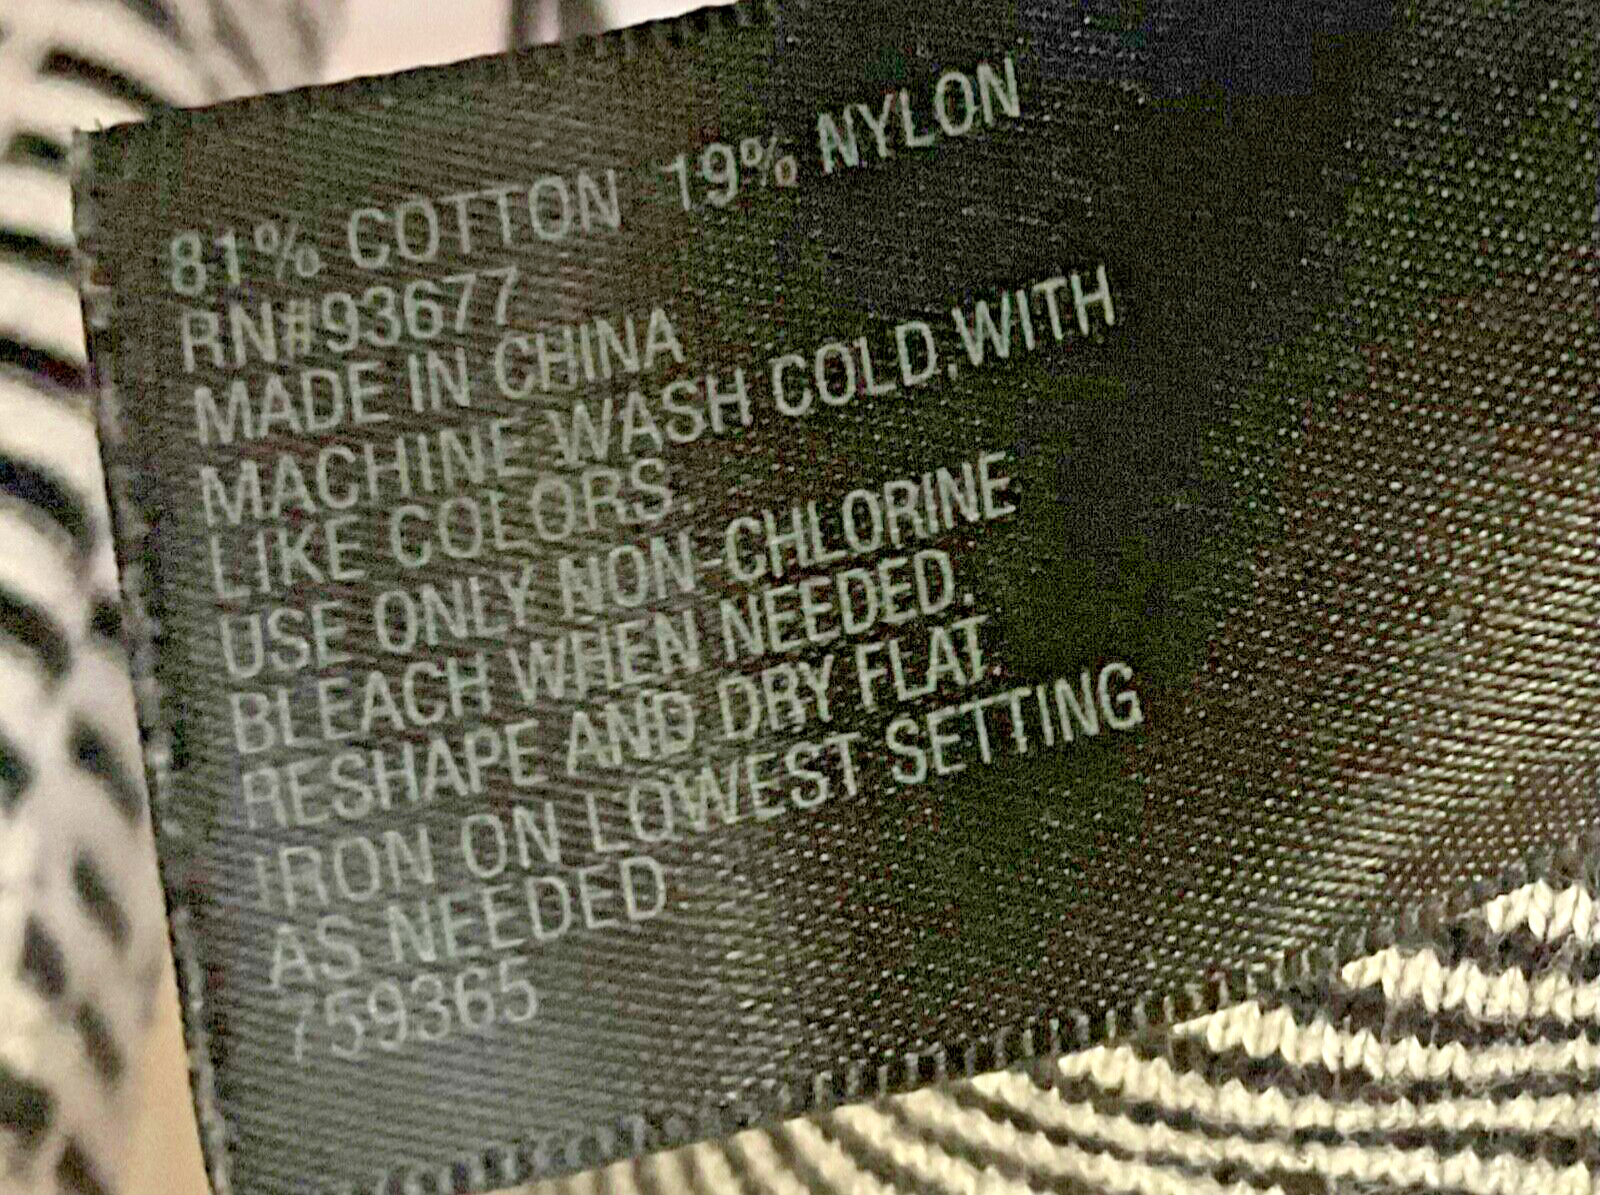 81% COTTON 19% NYLON
RN#93677
MADE IN CHINA
MACHINE WASH COLD,WITH
LIKE COLORS
USE ONLY NON-CHLORINE
BLEACH WHEN NEEDED.
RESHAPE AND DRY FLAT.
IRON ON LOWEST SETTING
AS NEEDED
759365